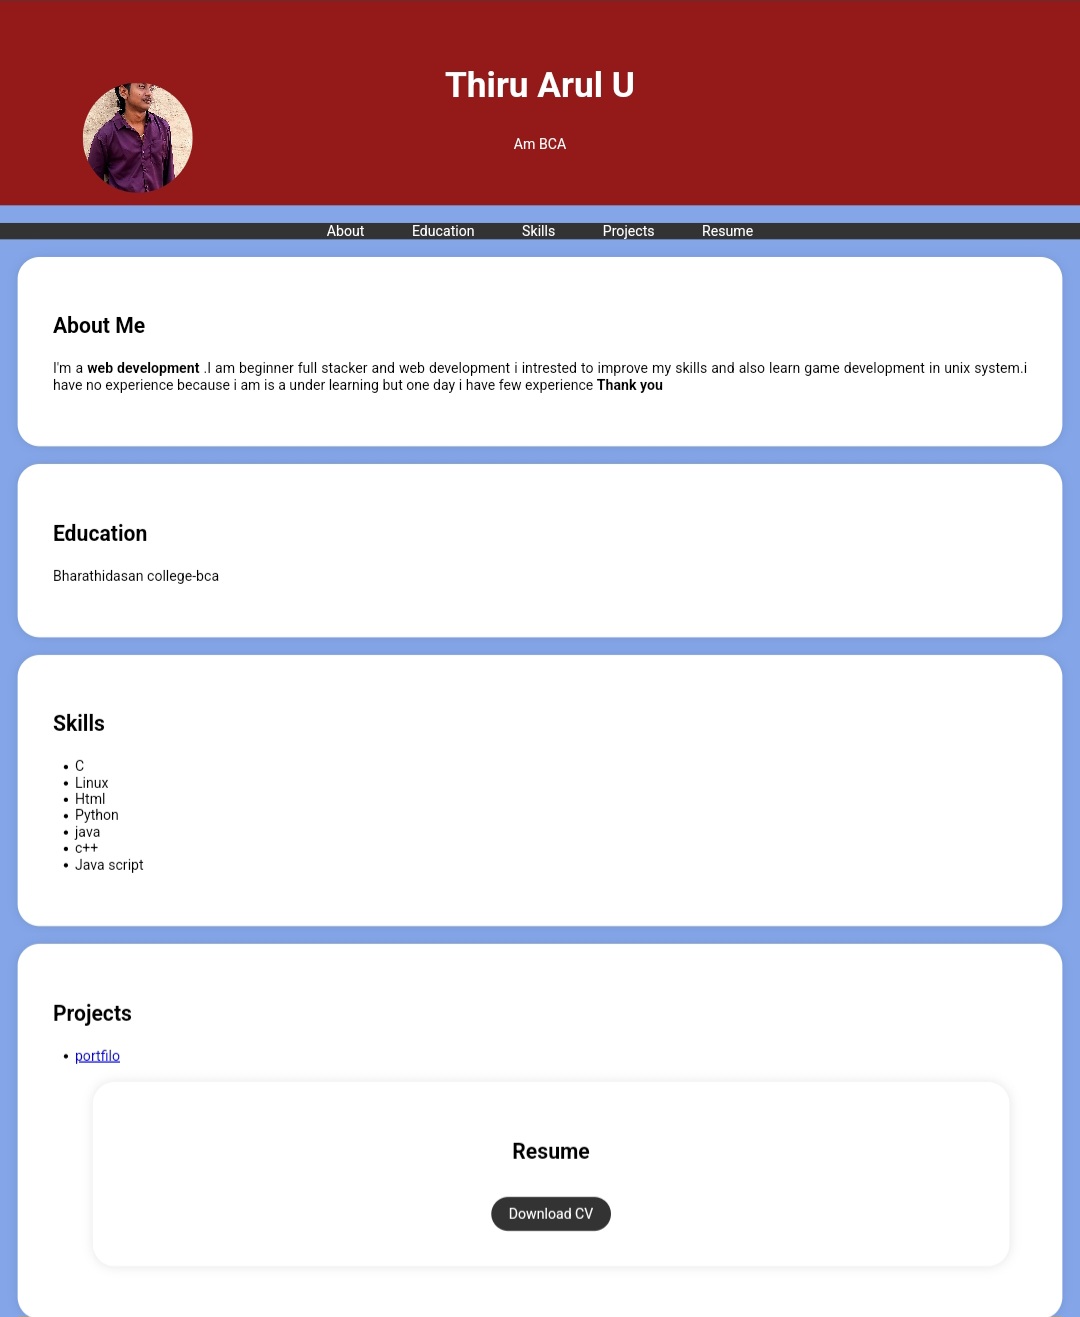 Thiru Arul U
Am BCA
About Education Skills Projects Resume
About Me
I'm a web development .I am beginner full stacker and web development i intrested to improve my skills and also learn game development in unix system.i
have no experience because i am is a under learning but one day i have few experience Thank you
Education
Bharathidasan college-bca
Skills
C
Linux
Html
Python
java
c++
Java script
Projects
portfilo
Resume
Download CV